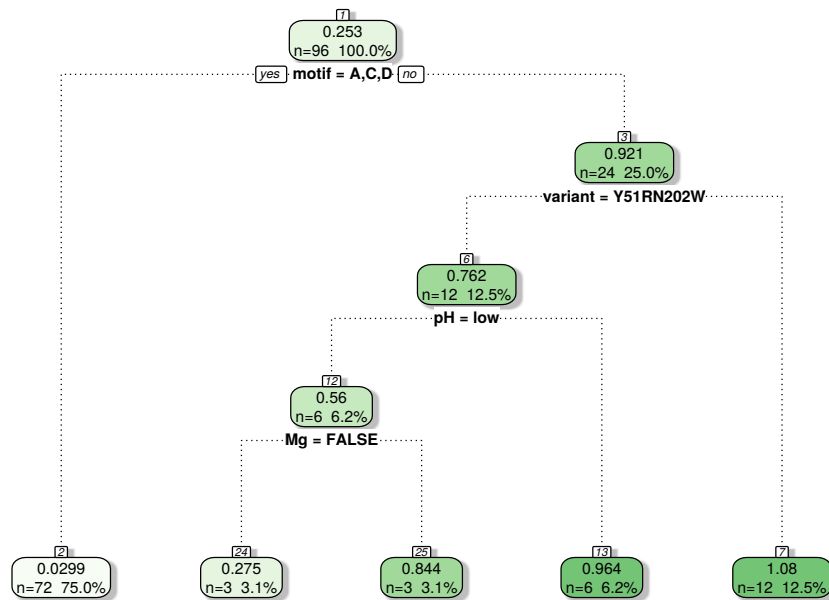 1
0.253
n=96 100.0%
yes motif = A,C,D no
3
0.921
n=24 25.0%
variant = Y51RN202W
6
0.762
n=12 12.5%
pH = low
12
0.56
n=6 6.2%
Mg = FALSE
2
0.0299
n=72 75.0%
24
0.275
n=3 3.1%
25
0.844
n=3 3.1%
13
0.964
n=6 6.2%
7
1.08
n=12 12.5%